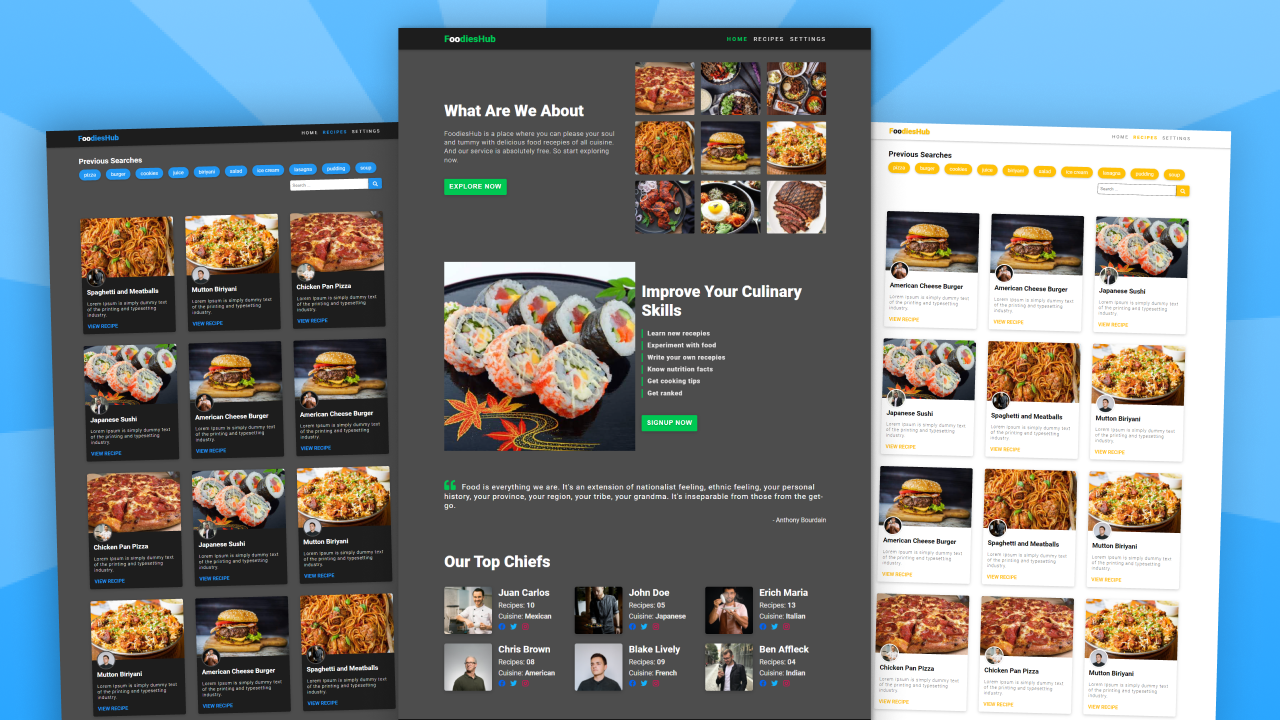 FoodiesHub
HOME RECIPES SETTINGS
Previous Searches
pizza burger cookies juice biriyani salad ice cream lasagna pudding soup
Search ...
Spaghetti and Meatballs
Lorem Ipsum is simply dummy text
of the printing and typesetting
industry.
VIEW RECIPE
Mutton Biriyani
Lorem Ipsum is simply dummy text
of the printing and typesetting
industry.
VIEW RECIPE
Chicken Pan Pizza
Lorem Ipsum is simply dummy text
of the printing and typesetting
industry.
VIEW RECIPE
Japanese Sushi
Lorem Ipsum is simply dummy text
of the printing and typesetting
industry.
VIEW RECIPE
American Cheese Burger
Lorem Ipsum is simply dummy text
of the printing and typesetting
industry.
VIEW RECIPE
American Cheese Burger
Lorem Ipsum is simply dummy text
of the printing and typesetting
industry.
VIEW RECIPE
Chicken Pan Pizza
Lorem Ipsum is simply dummy text
of the printing and typesetting
industry.
VIEW RECIPE
Japanese Sushi
Lorem Ipsum is simply dummy text
of the printing and typesetting
industry.
VIEW RECIPE
Mutton Biriyani
Lorem Ipsum is simply dummy text
of the printing and typesetting
industry.
VIEW RECIPE
Mutton Biriyani
Lorem Ipsum is simply dummy text
of the printing and typesetting
industry.
VIEW RECIPE
American Cheese Burger
Lorem Ipsum is simply dummy text
of the printing and typesetting
industry.
VIEW RECIPE
Spaghetti and Meatballs
Lorem Ipsum is simply dummy text
of the printing and typesetting
industry.
VIEW RECIPE
FoodiesHub
HOME RECIPES SETTINGS
What Are We About
FoodiesHub is a place where you can please your soul
and tummy with delicious food recepies of all cuisine.
And our service is absolutely free. So start exploring
now.
EXPLORE NOW
Improve Your Culinary
Skills
Learn new recepies
Experiment with food
Write your own recepies
Know nutrition facts
Get cooking tips
Get ranked
SIGNUP NOW
Food is everything we are. It's an extension of nationalist feeling, ethnic feeling, your personal
history, your province, your region, your tribe, your grandma. It's inseparable from those from the get-
go.
- Anthony Bourdain
Our Top Chiefs
Juan Carlos
Recipes: 10
Cuisine: Mexican
John Doe
Recipes: 05
Cuisine: Japanese
Erich Maria
Recipes: 13
Cuisine: Italian
Chris Brown
Recipes: 08
Cuisine: American
Blake Lively
Recipes: 09
Cuisine: French
Ben Affleck
Recipes: 04
Cuisine: Indian
FoodiesHub
HOME RECIPES SETTINGS
Previous Searches
pizza burger cookies juice biriyani salad ice cream lasagna pudding soup
Search ...
American Cheese Burger
Lorem Ipsum is simply dummy text
of the printing and typesetting
industry.
VIEW RECIPE
American Cheese Burger
Lorem Ipsum is simply dummy text
of the printing and typesetting
industry.
VIEW RECIPE
Japanese Sushi
Lorem Ipsum is simply dummy text
of the printing and typesetting
industry.
VIEW RECIPE
Japanese Sushi
Lorem Ipsum is simply dummy text
of the printing and typesetting
industry.
VIEW RECIPE
Spaghetti and Meatballs
Lorem Ipsum is simply dummy text
of the printing and typesetting
industry.
VIEW RECIPE
Mutton Biriyani
Lorem Ipsum is simply dummy text
of the printing and typesetting
industry.
VIEW RECIPE
American Cheese Burger
Lorem Ipsum is simply dummy text
of the printing and typesetting
industry.
VIEW RECIPE
Spaghetti and Meatballs
Lorem Ipsum is simply dummy text
of the printing and typesetting
industry.
VIEW RECIPE
Mutton Biriyani
Lorem Ipsum is simply dummy text
of the printing and typesetting
industry.
VIEW RECIPE
Chicken Pan Pizza
Lorem Ipsum is simply dummy text
of the printing and typesetting
industry.
VIEW RECIPE
Chicken Pan Pizza
Lorem Ipsum is simply dummy text
of the printing and typesetting
industry.
VIEW RECIPE
Mutton Biriyani
Lorem Ipsum is simply dummy text
of the printing and typesetting
industry.
VIEW RECIPE